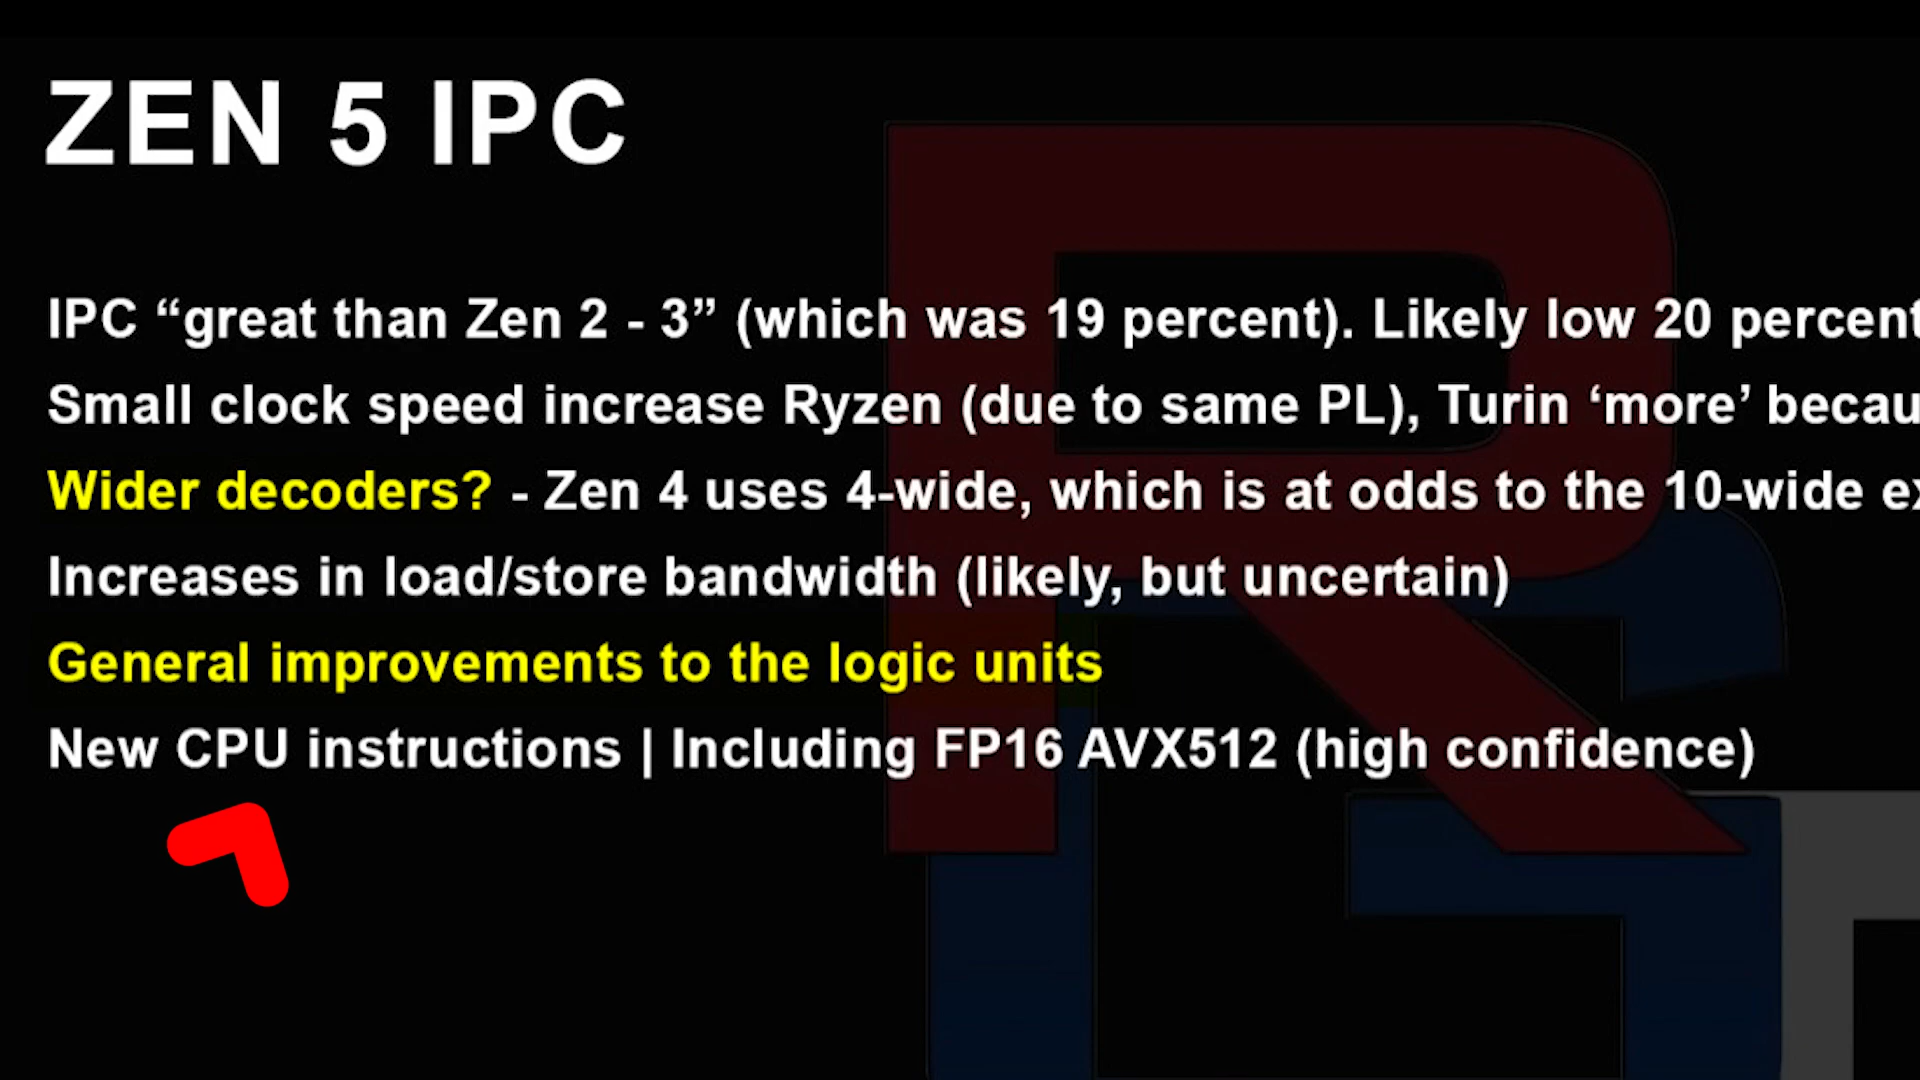 ZEN 5 IPC
IPC “great than Zen 2 - 3” (which was 19 percent). Likely low 20 percent
Small clock speed increase Ryzen (due to same PL), Turin ‘more’
Wider decoders? - Zen 4 uses 4-wide, which is at odds to the 10-wide
Increases in load/store bandwidth (likely, but uncertain)
General improvements to the logic units
New CPU instructions | Including FP16 AVX512 (high confidence)